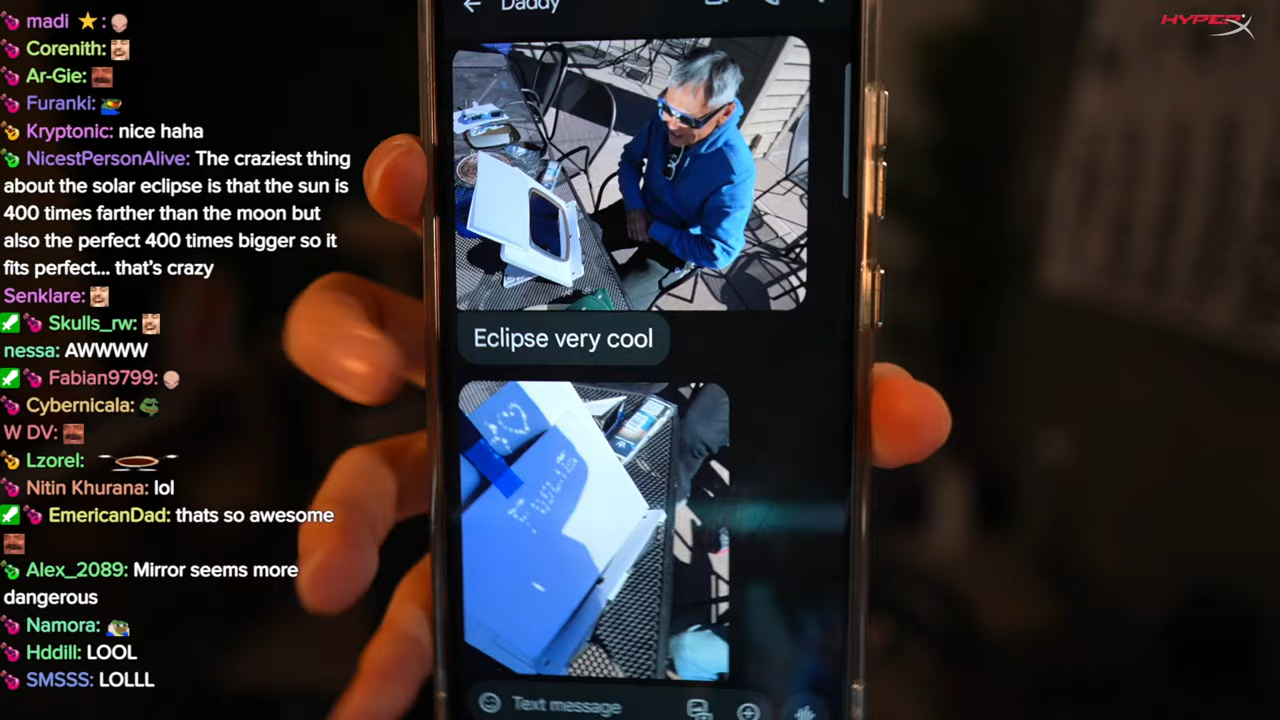 madi ⭐:
Corenith:
Ar-Gie:
Furanki:
Kryptonic: nice haha
NicestPersonAlive: The craziest thing
about the solar eclipse is that the sun is
400 times farther than the moon but
also the perfect 400 times bigger so it
fits perfect... that's crazy
Senklare:
Skulls_rw:
nessa: AWWWW
Fabian9799:
Cybernicala:
W DV:
Lzorel:
Nitin Khurana: lol
EmericanDad: thats so awesome
Alex_2089: Mirror seems more
dangerous
Namora:
Hddill: LOOL
SMSSS: LOLLL
Daddy
Eclipse very cool
Text message
HYPERX